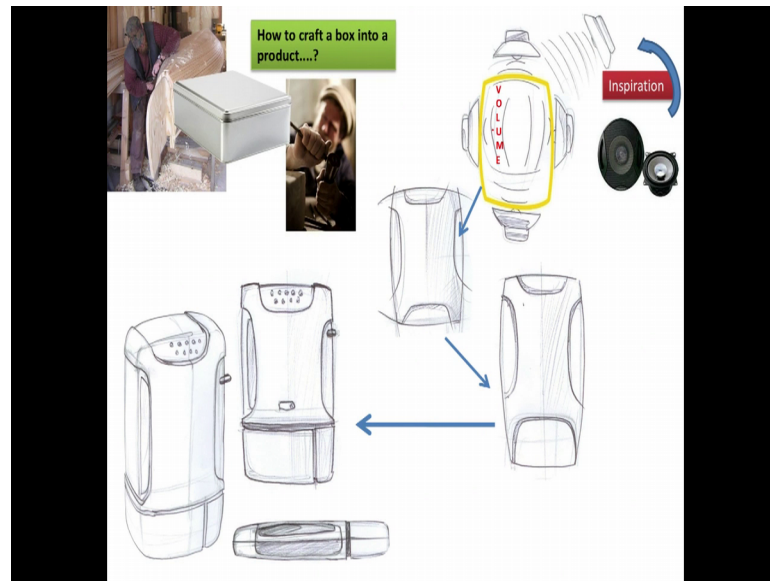 How to craft a box into a
product....?
Inspiration
V
O
L
U
M
E